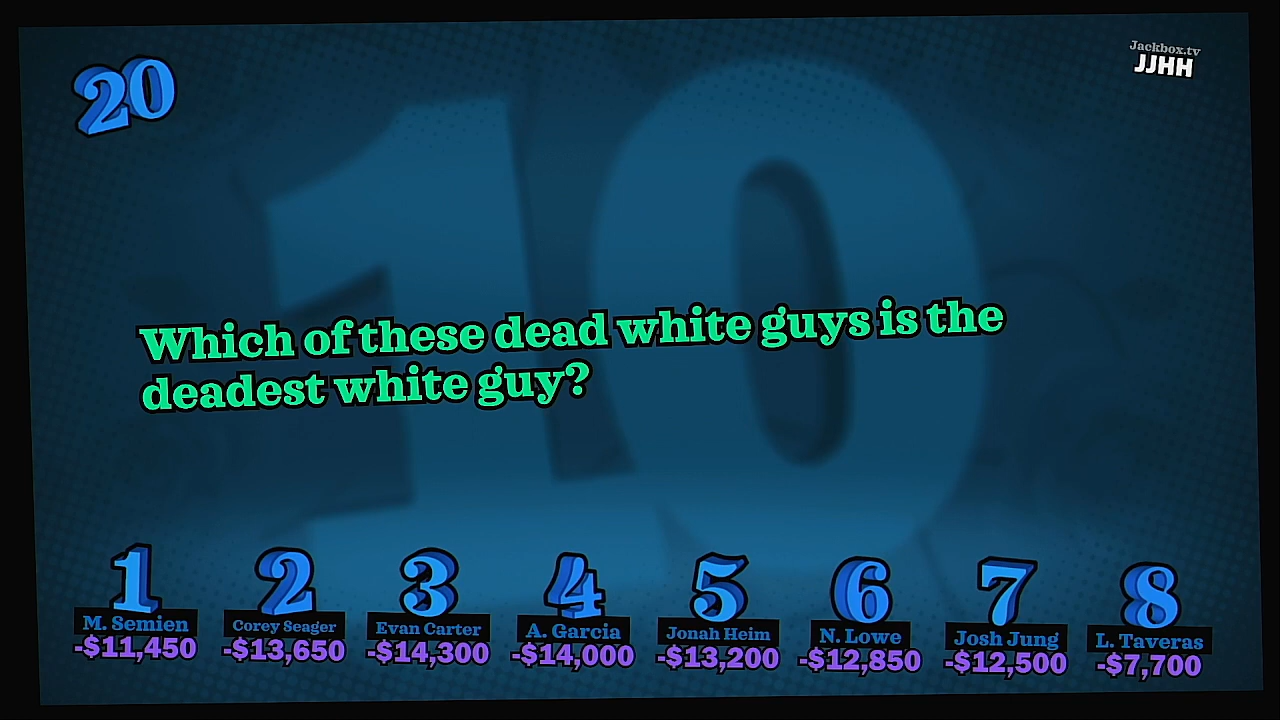 20
Jackbox.tv
JJHH
10
Which of these dead white guys is the
deadest white guy?
1 2 3 4 5 6 7 8
M. Semien Corey Seager Evan Carter A. Garcia Jonah Heim N. Lowe Josh Jung L. Taveras
-$11,450 -$13,650 -$14,300 -$14,000 -$13,200 -$12,850 -$12,500 -$7,700